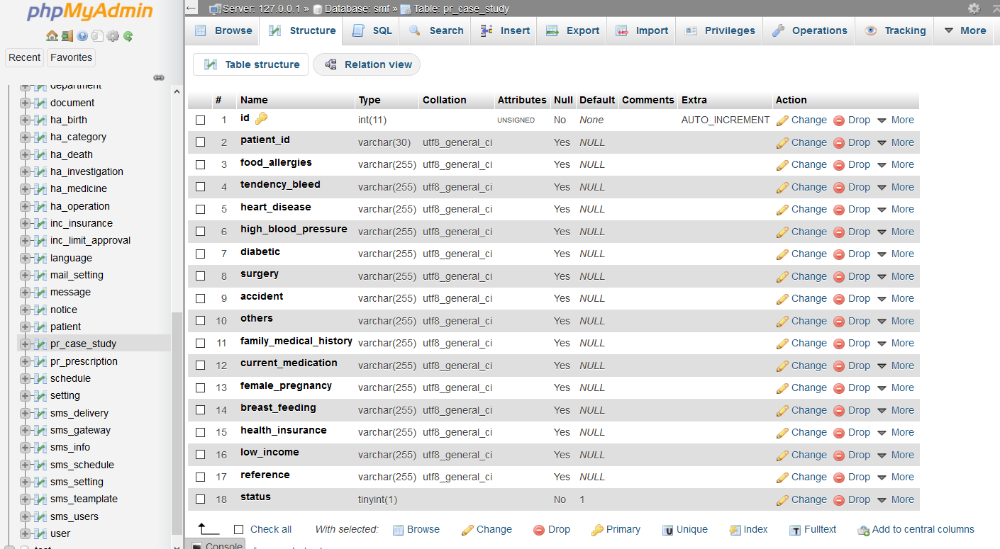 phpMyAdmin
Recent Favorites
department
document
ha_birth
ha_category
ha_death
ha_investigation
ha_medicine
ha_operation
inc_insurance
inc_limit_approval
language
mail_setting
message
notice
patient
pr_case_study
pr_prescription
schedule
setting
sms_delivery
sms_gateway
sms_info
sms_schedule
sms_setting
sms_teamplate
sms_users
user
Server: 127.0.0.1 » Database: smf » Table: pr_case_study
Browse Structure SQL Search Insert Export Import Privileges Operations Tracking More
Table structure Relation view
# Name Type Collation Attributes Null Default Comments Extra Action
1 id int(11) UNSIGNED No None AUTO_INCREMENT Change Drop More
2 patient_id varchar(30) utf8_general_ci Yes NULL Change Drop More
3 food_allergies varchar(255) utf8_general_ci Yes NULL Change Drop More
4 tendency_bleed varchar(255) utf8_general_ci Yes NULL Change Drop More
5 heart_disease varchar(255) utf8_general_ci Yes NULL Change Drop More
6 high_blood_pressure varchar(255) utf8_general_ci Yes NULL Change Drop More
7 diabetic varchar(255) utf8_general_ci Yes NULL Change Drop More
8 surgery varchar(255) utf8_general_ci Yes NULL Change Drop More
9 accident varchar(255) utf8_general_ci Yes NULL Change Drop More
10 others varchar(255) utf8_general_ci Yes NULL Change Drop More
11 family_medical_history varchar(255) utf8_general_ci Yes NULL Change Drop More
12 current_medication varchar(255) utf8_general_ci Yes NULL Change Drop More
13 female_pregnancy varchar(255) utf8_general_ci Yes NULL Change Drop More
14 breast_feeding varchar(255) utf8_general_ci Yes NULL Change Drop More
15 health_insurance varchar(255) utf8_general_ci Yes NULL Change Drop More
16 low_income varchar(255) utf8_general_ci Yes NULL Change Drop More
17 reference varchar(255) utf8_general_ci Yes NULL Change Drop More
18 status tinyint(1) No 1 Change Drop More
Check all With selected: Browse Change Drop Primary Unique Index Fulltext Add to central columns
Console